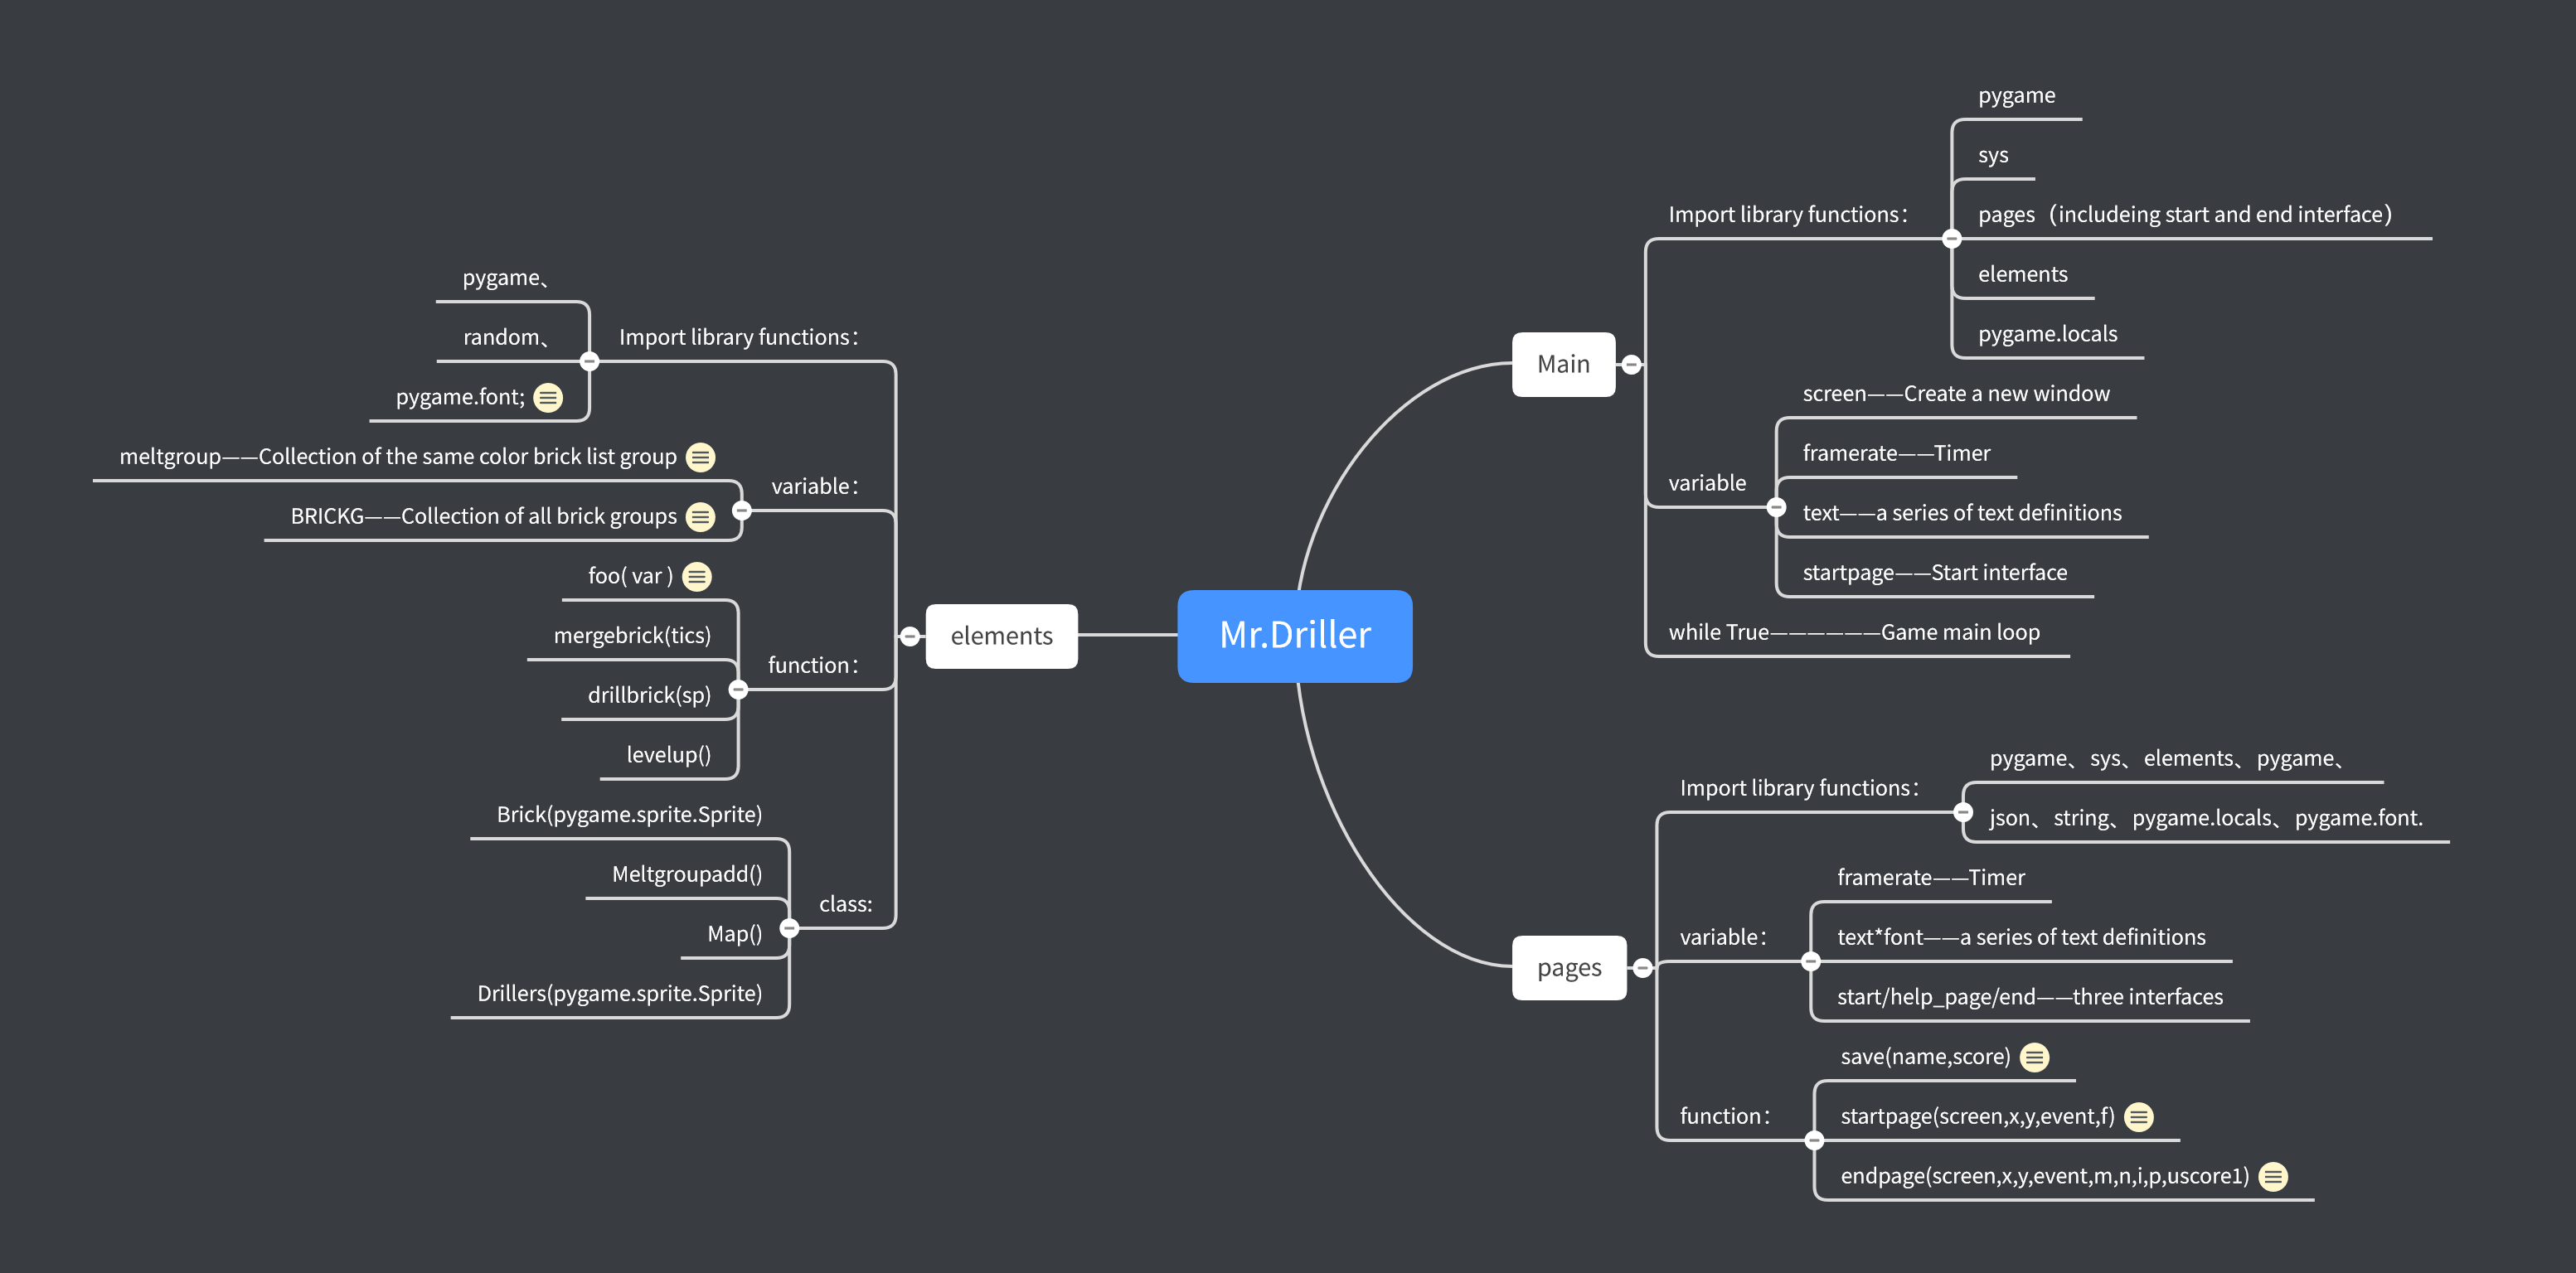 Mr.Driller
Main
Import library functions：
pygame
sys
pages（includeing start and end interface）
elements
pygame.locals
variable
screen——Create a new window
framerate——Timer
text——a series of text definitions
startpage——Start interface
while True——————Game main loop
pages
Import library functions：
pygame、sys、elements、pygame、
json、string、pygame.locals、pygame.font.
variable：
framerate——Timer
text*font——a series of text definitions
start/help_page/end——three interfaces
function：
save(name,score)
startpage(screen,x,y,event,f)
endpage(screen,x,y,event,m,n,i,p,uscore1)
elements
Import library functions：
pygame、
random、
pygame.font;
variable：
meltgroup——Collection of the same color brick list group
BRICKG——Collection of all brick groups
function：
foo( var )
mergebrick(tics)
drillbrick(sp)
levelup()
class:
Brick(pygame.sprite.Sprite)
Meltgroupadd()
Map()
Drillers(pygame.sprite.Sprite)